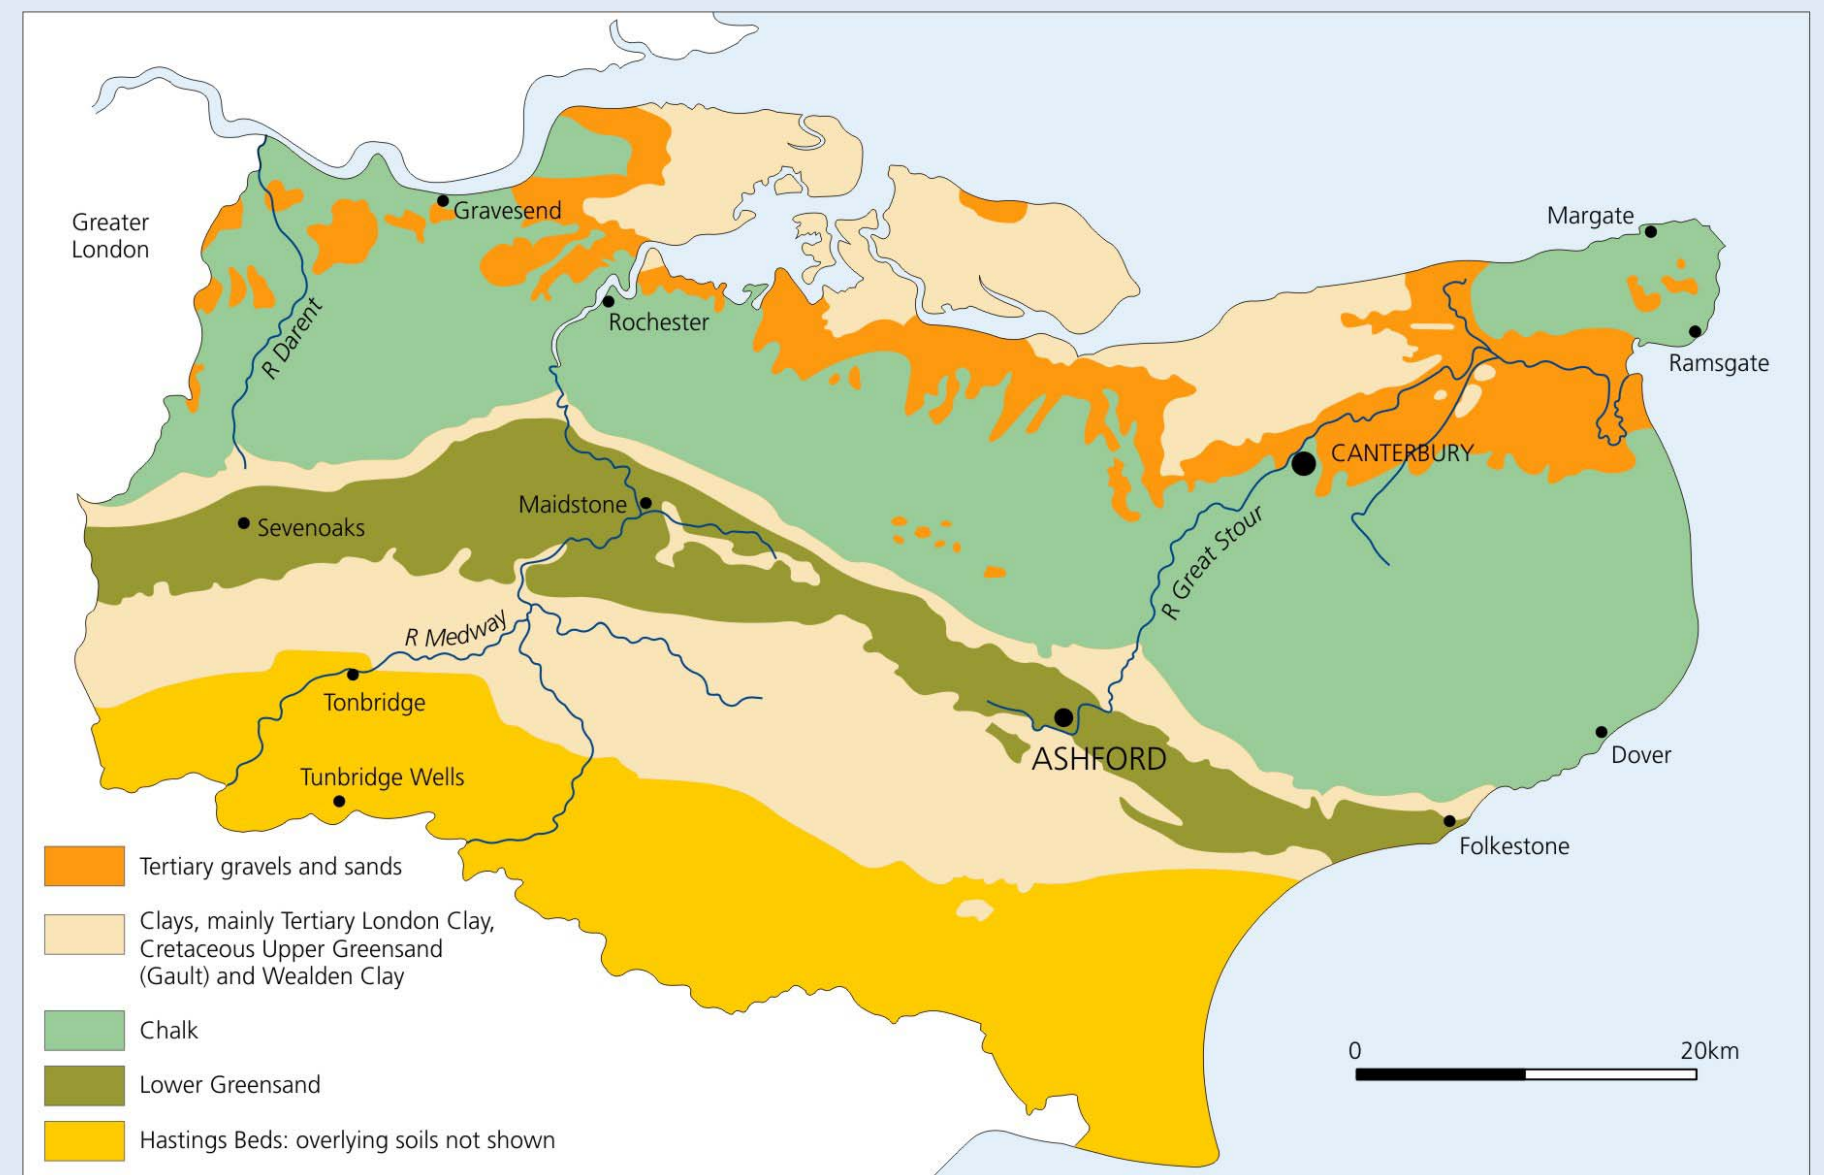 Greater
London
Gravesend
Margate
Rochester
R Darent
Ramsgate
CANTERBURY
Maidstone
Sevenoaks
R Great Stour
R Medway
Tonbridge
ASHFORD
Dover
Tunbridge Wells
Folkestone
Tertiary gravels and sands
Clays, mainly Tertiary London Clay,
Cretaceous Upper Greensand
(Gault) and Wealden Clay
Chalk
Lower Greensand
Hastings Beds: overlying soils not shown
0 20km